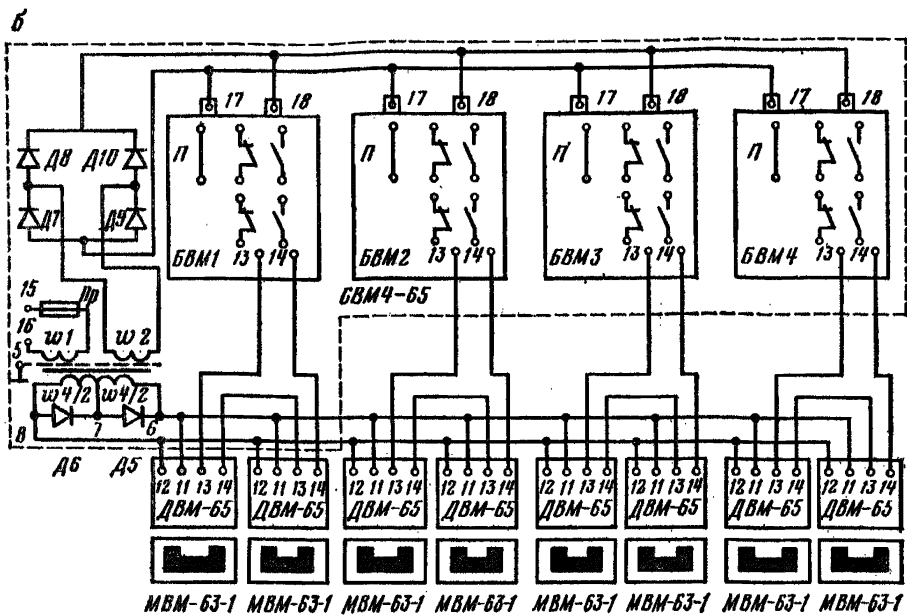 б
17 18 17 18 17 18 17 18
Д8 Д10 П П П П
Д7 Д9
БВМ1 13 14 БВМ2 13 14 БВМ3 13 14 БВМ4 13 14
15 Пр БВМ4-65
16 w1 w2
5
w4/2 w4/2
8 7 6
Д6 Д5
12 11 13 14 12 11 13 14 12 11 13 14 12 11 13 14 12 11 13 14 12 11 13 14 12 11 13 14 12 11 13 14
ДВМ-65 ДВМ-65 ДВМ-65 ДВМ-65 ДВМ-65 ДВМ-65 ДВМ-65 ДВМ-65
МВМ-63-1 МВМ-63-1 МВМ-63-1 МВМ-63-1 МВМ-63-1 МВМ-63-1 МВМ-63-1 МВМ-63-1